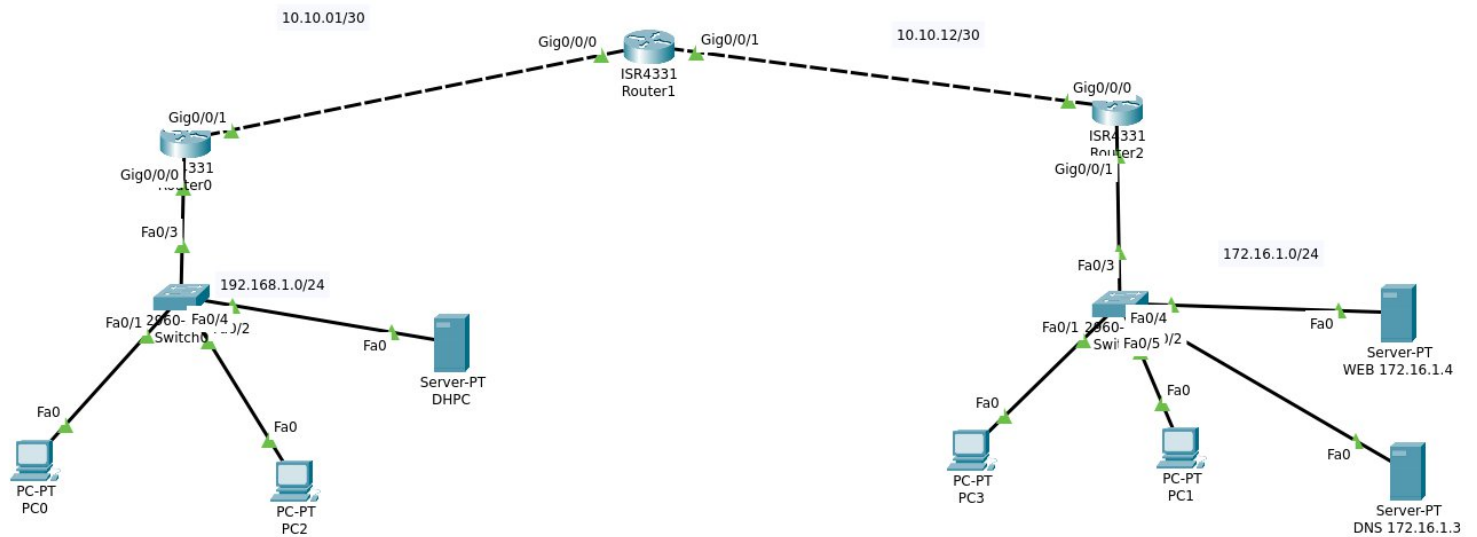 10.10.01/30
10.10.12/30
Gig0/0/0
Gig0/0/1
ISR4331
Router1
Gig0/0/1
Gig0/0/0
ISR4331
Router2
Gig0/0/0
Gig0/0/1
Fa0/3
192.168.1.0/24
172.16.1.0/24
Fa0/3
Fa0/1
Fa0/4
Switch0
Fa0
Server-PT
DHPC
Fa0/1
Fa0/4
Fa0/5
Fa0
Server-PT
WEB 172.16.1.4
Fa0
PC-PT
PC0
Fa0
PC-PT
PC2
Fa0
PC-PT
PC3
Fa0
PC-PT
PC1
Fa0
Server-PT
DNS 172.16.1.3